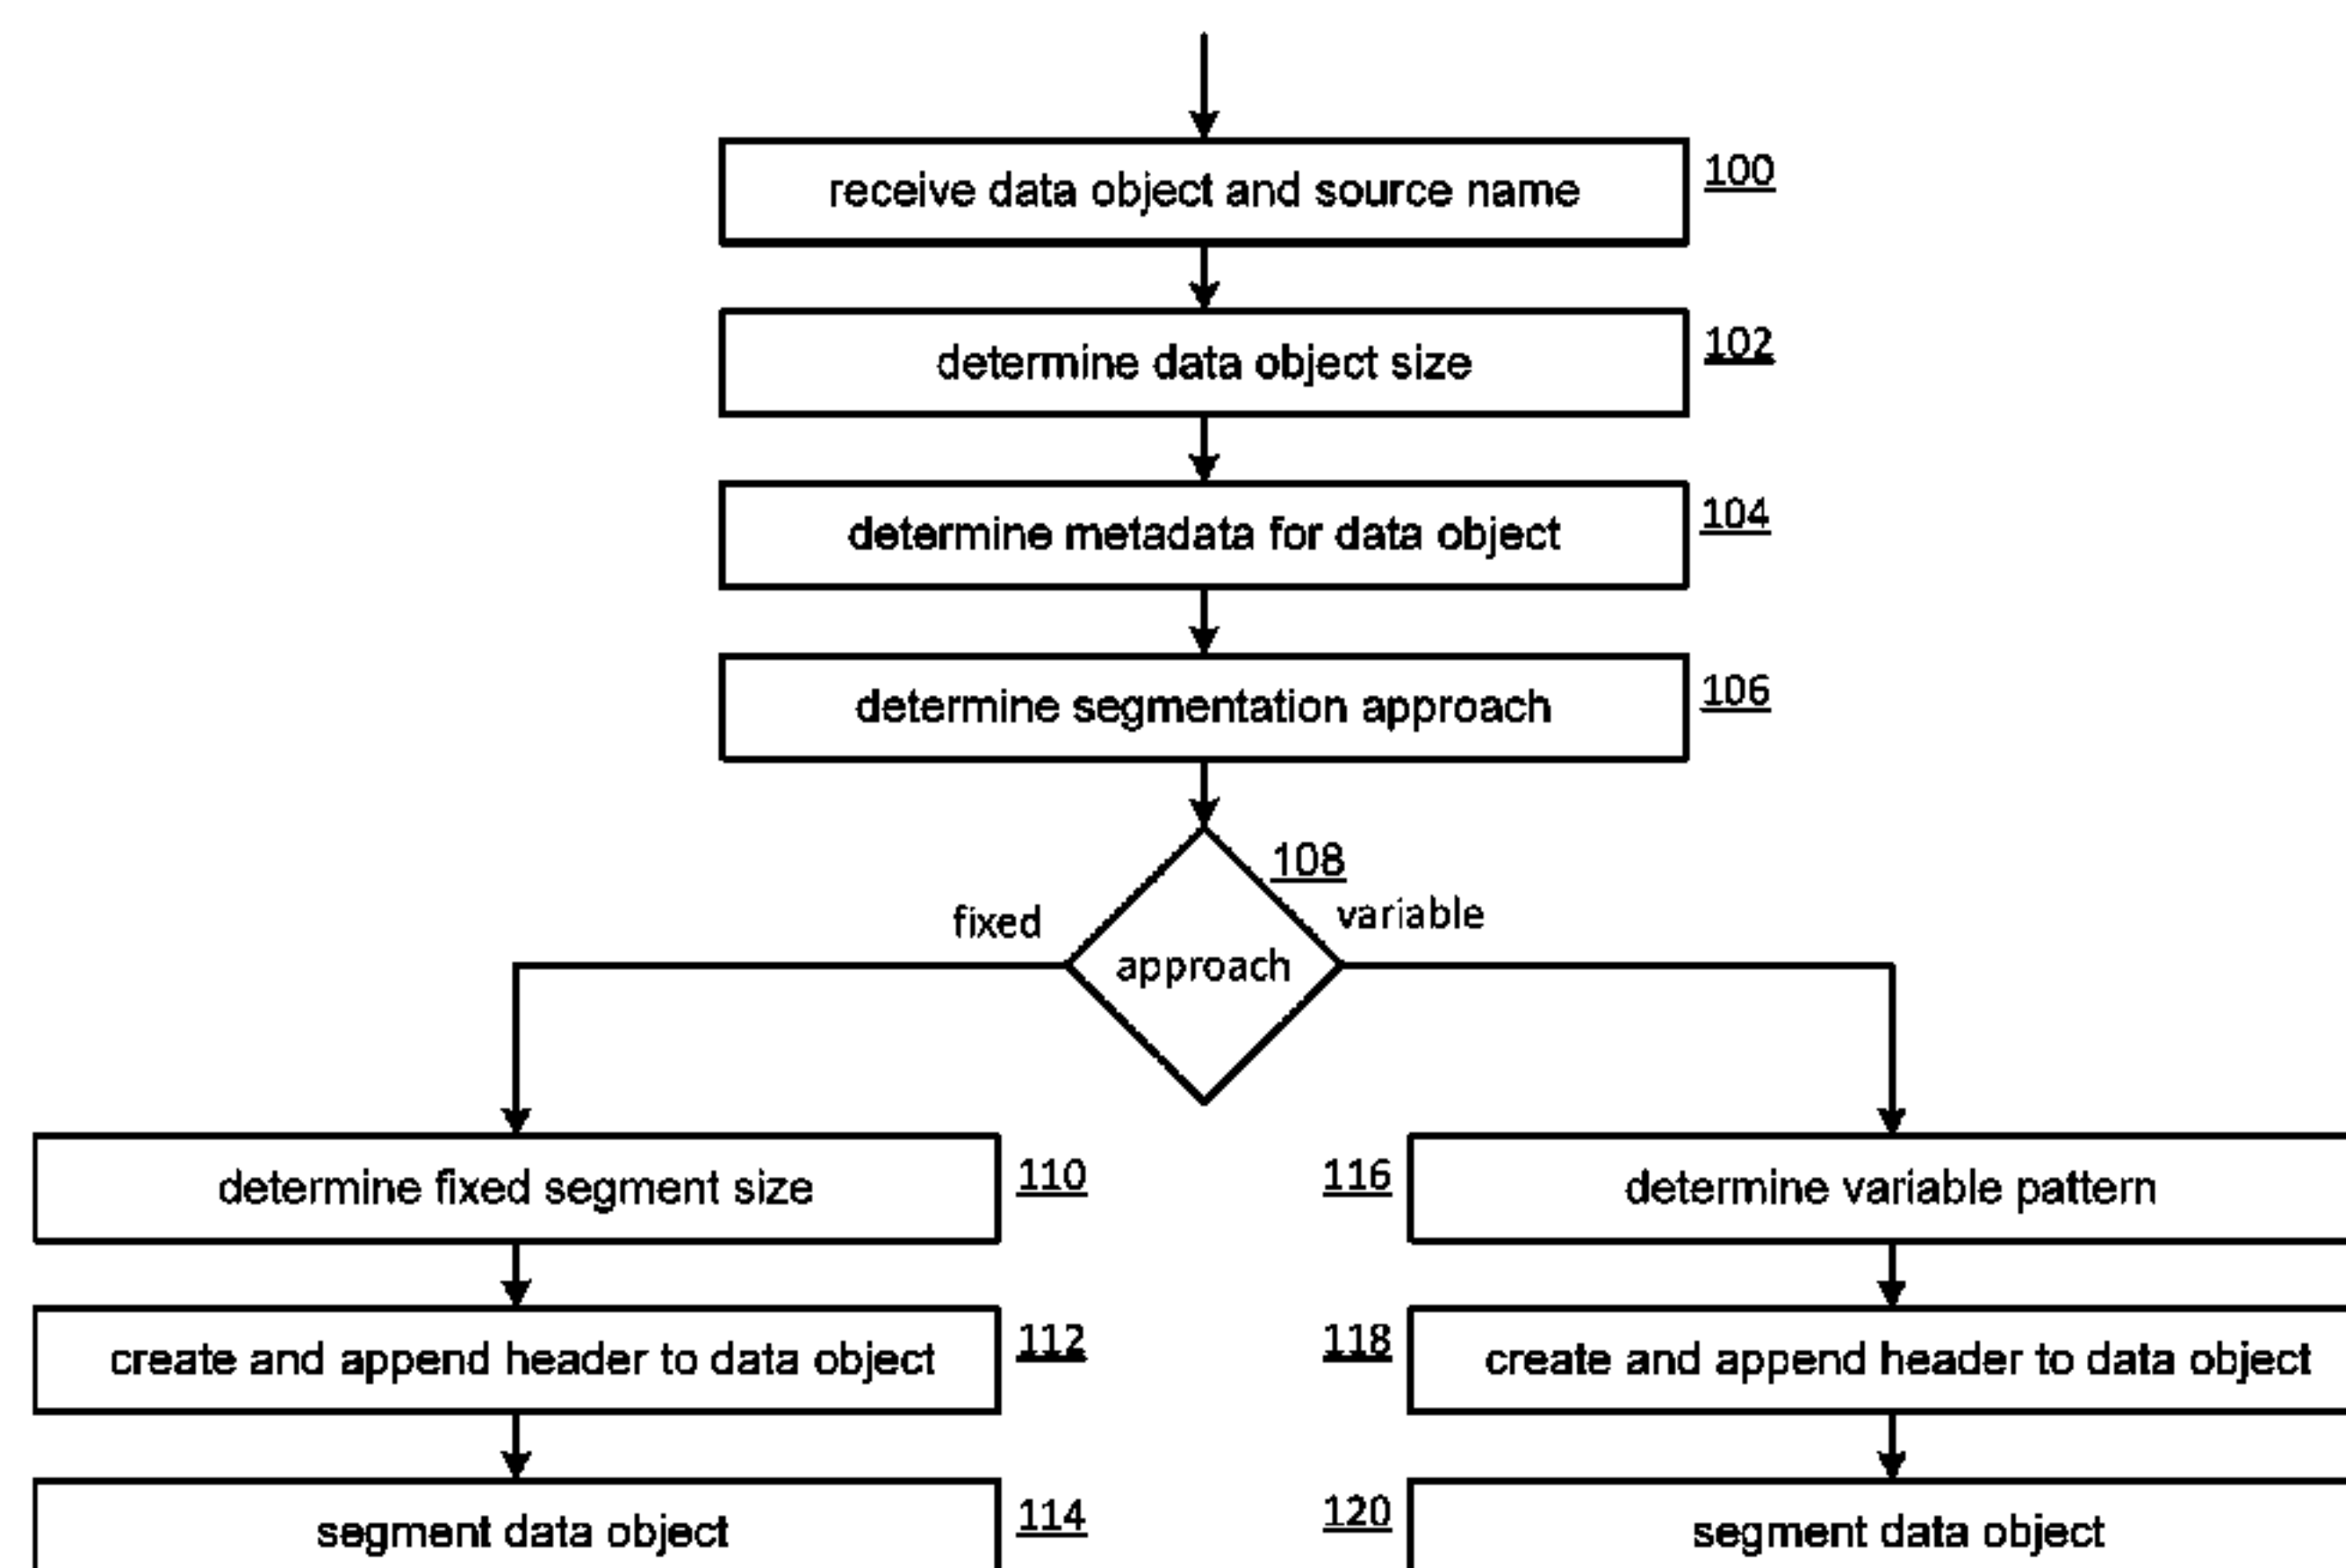 receive data object and source name 100
determine data object size 102
determine metadata for data object 104
determine segmentation approach 106
108
fixed variable
approach
determine fixed segment size 110
116 determine variable pattern
create and append header to data object 112
118 create and append header to data object
segment data object 114
120 segment data object